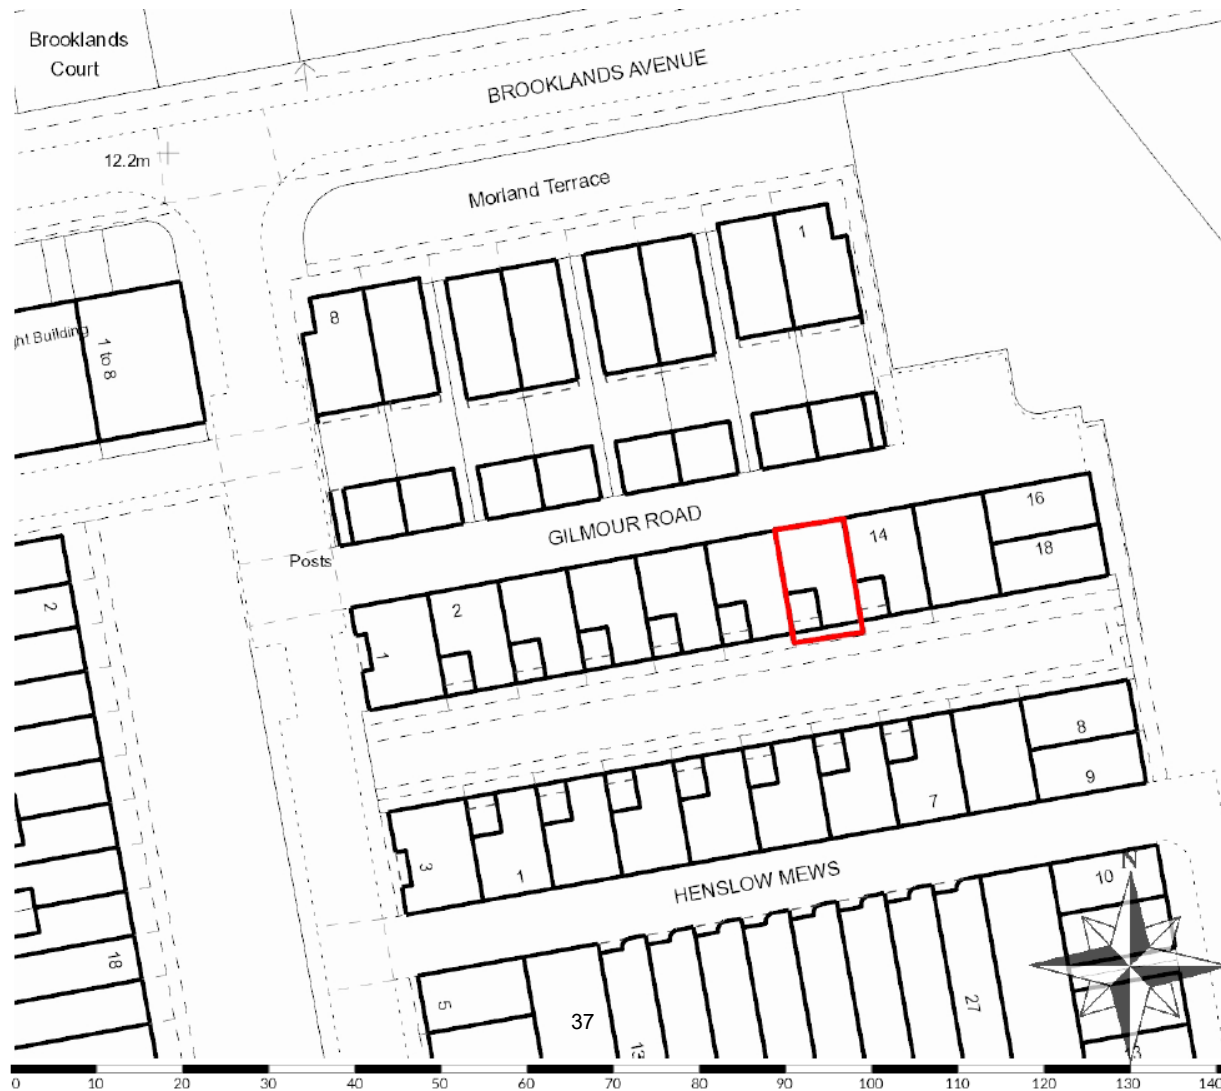 Brooklands
Court
BROOKLANDS AVENUE
12.2m
Morland Terrace
1
8
ght Building
1 to 8
GILMOUR ROAD
Posts
16
14
18
2
2
1
8
9
7
3
1
HENSLOW MEWS
N
10
18
5
37
27
0 10 20 30 40 50 60 70 80 90 100 110 120 130 140